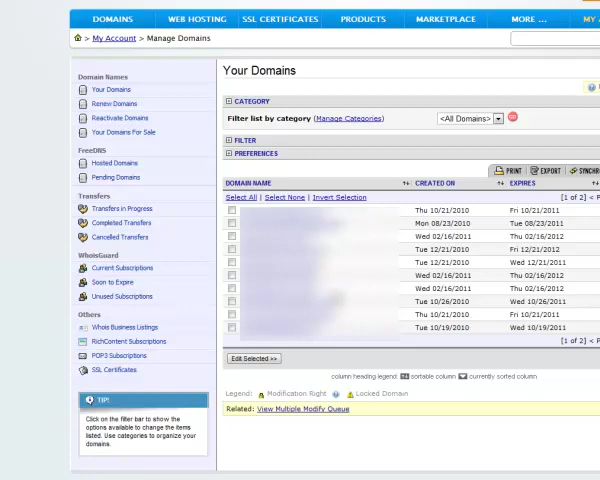 DOMAINS WEB HOSTING SSL CERTIFICATES PRODUCTS MARKETPLACE MORE ... MY
> My Account > Manage Domains
Domain Names
Your Domains
Renew Domains
Reactivate Domains
Your Domains For Sale
FreeDNS
Hosted Domains
Pending Domains
Transfers
Transfers in Progress
Completed Transfers
Cancelled Transfers
WhoisGuard
Current Subscriptions
Soon to Expire
Unused Subscriptions
Others
Whois Business Listings
RichContent Subscriptions
POP3 Subscriptions
SSL Certificates
TIP!
Click on the filter bar to show the
options available to change the items
listed. Use categories to organize your
domains.
Your Domains
CATEGORY
Filter list by category (Manage Categories) <All Domains> GO
FILTER
PREFERENCES
PRINT EXPORT SYNCHR
DOMAIN NAME CREATED ON EXPIRES
Select All | Select None | Invert Selection [1 of 2] < P
Thu 10/21/2010 Fri 10/21/2011
Mon 08/23/2010 Tue 08/23/2011
Wed 02/16/2011 Thu 02/16/2012
Tue 12/21/2010 Fri 12/21/2012
Tue 12/21/2010 Wed 12/21/2011
Wed 02/16/2011 Thu 02/16/2012
Wed 02/16/2011 Thu 02/16/2012
Tue 10/26/2010 Wed 10/26/2011
Thu 10/21/2010 Fri 10/21/2011
Tue 10/19/2010 Wed 10/19/2011
[1 of 2] < P
Edit Selected >>
column heading legend: sortable column currently sorted column
Legend: Modification Right Locked Domain
Related: View Multiple Modify Queue